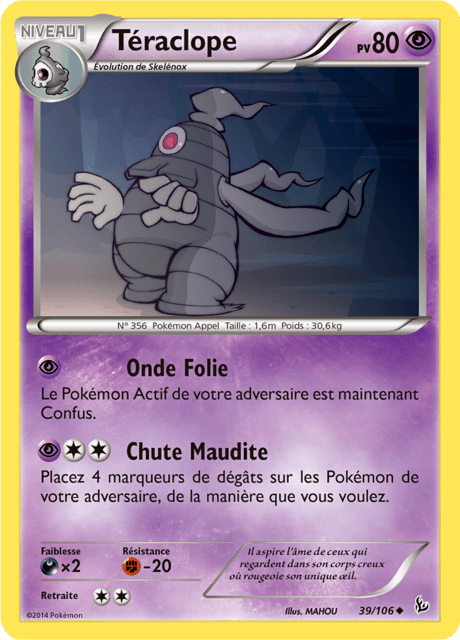 NIVEAU 1
Téraclope
PV 80
Évolution de Skelénox
N° 356 Pokémon Appel Taille : 1,6m Poids : 30,6kg
Onde Folie
Le Pokémon Actif de votre adversaire est maintenant
Confus.
Chute Maudite
Placez 4 marqueurs de dégâts sur les Pokémon de
votre adversaire, de la manière que vous voulez.
Faiblesse
×2
Résistance
-20
Retraite
Il aspire l'âme de ceux qui
regardent dans son corps creux
où rougeoie son unique œil.
©2014 Pokémon
Illus. MAHOU
39/106